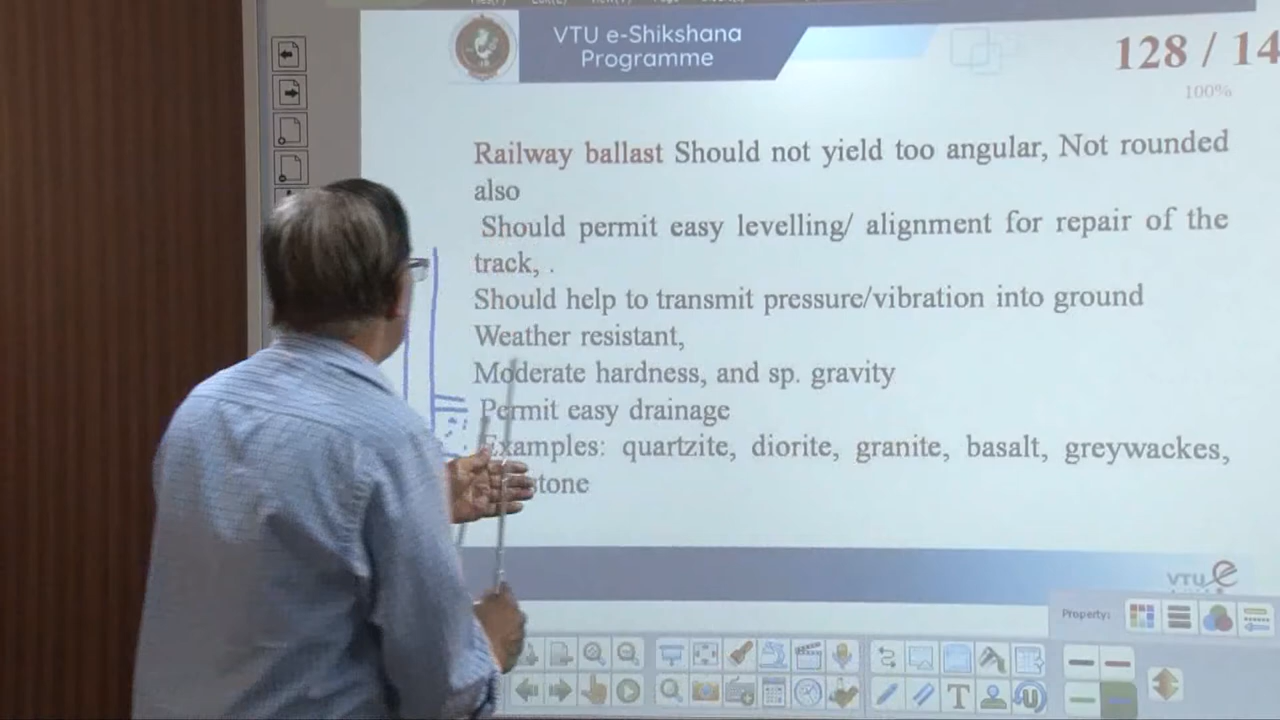 VTU e-Shikshana
Programme
128 / 14
100%
Railway ballast Should not yield too angular, Not rounded
also
Should permit easy levelling/ alignment for repair of the
track, .
Should help to transmit pressure/vibration into ground
Weather resistant,
Moderate hardness, and sp. gravity
Permit easy drainage
Examples: quartzite, diorite, granite, basalt, greywackes,
VTU e
Property: